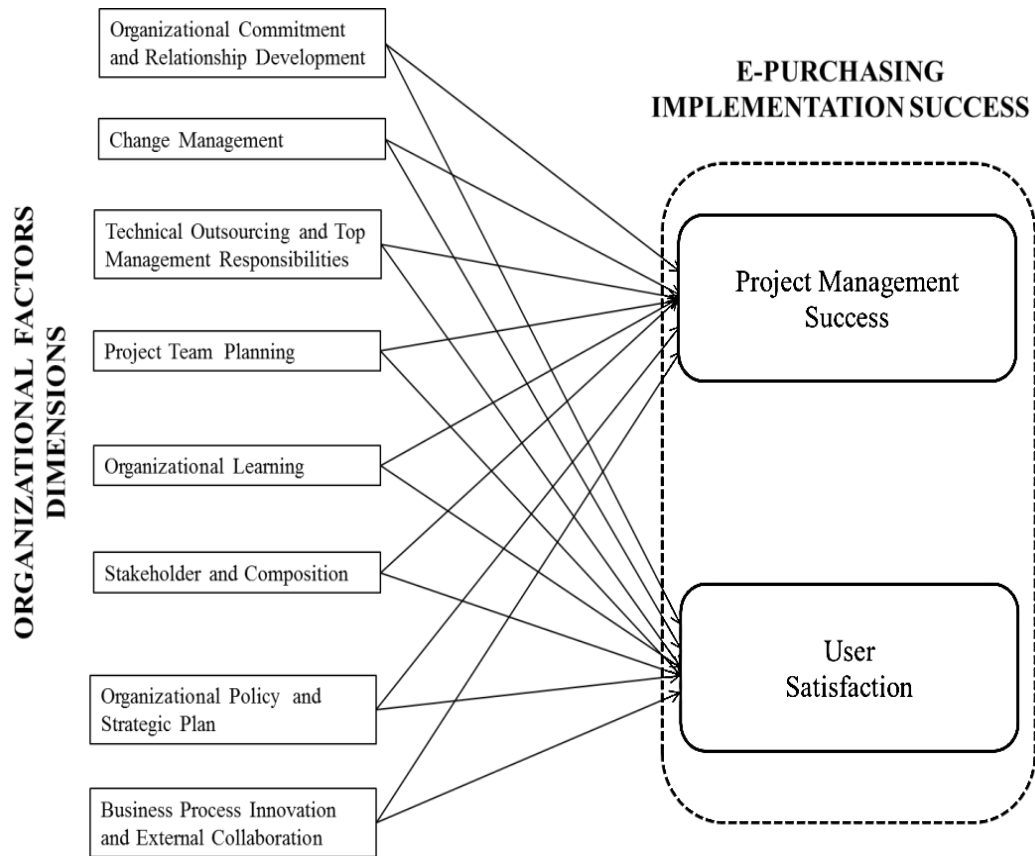 ORGANIZATIONAL FACTORS
DIMENSIONS
Organizational Commitment
and Relationship Development
Change Management
Technical Outsourcing and Top
Management Responsibilities
Project Team Planning
Organizational Learning
Stakeholder and Composition
Organizational Policy and
Strategic Plan
Business Process Innovation
and External Collaboration
E-PURCHASING
IMPLEMENTATION SUCCESS
Project Management
Success
User
Satisfaction